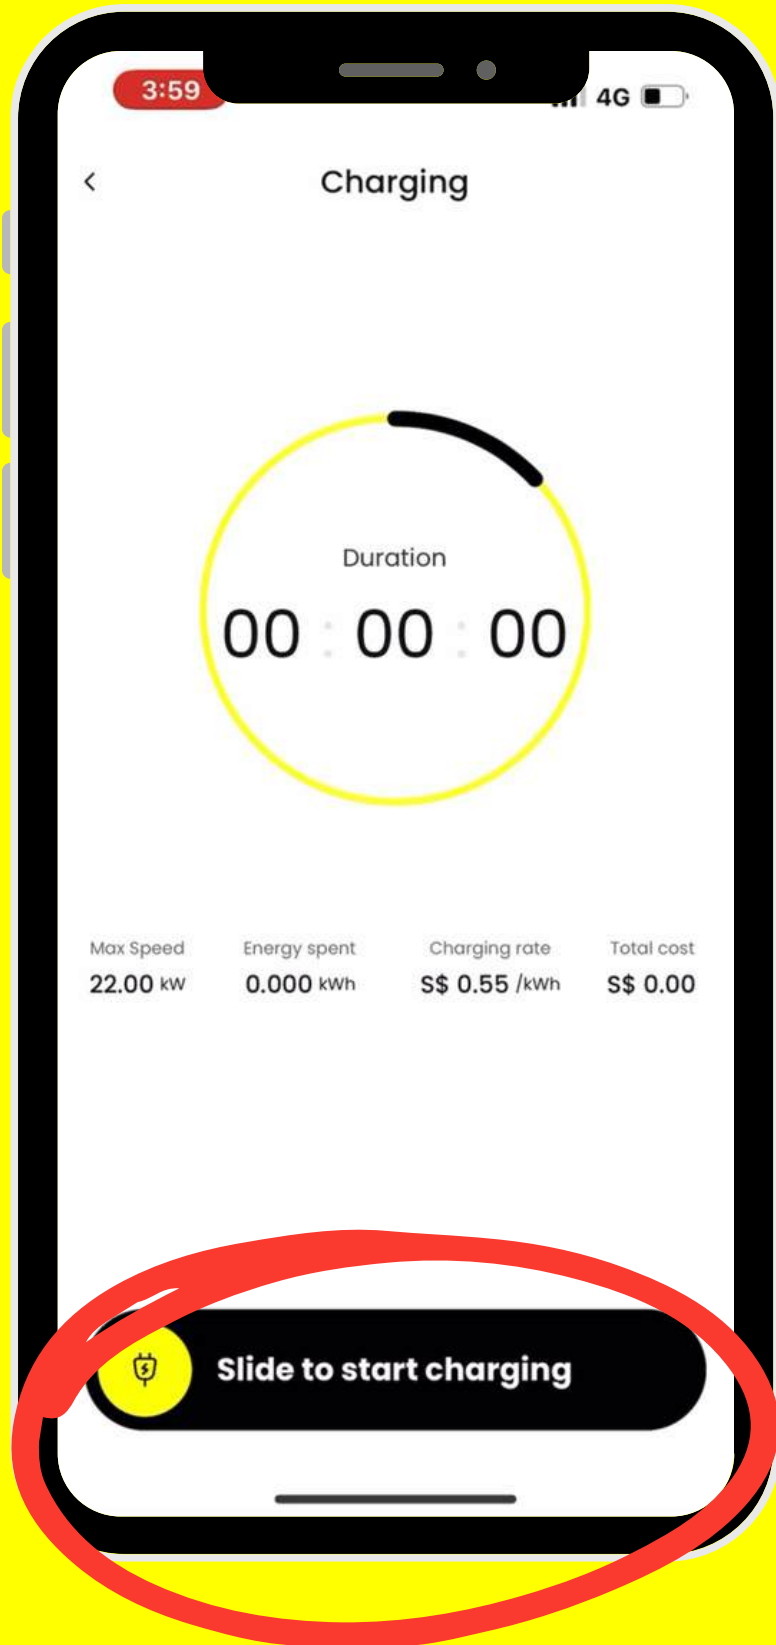 3:59 4G
Charging
Duration
00 : 00 : 00
Max Speed Energy spent Charging rate Total cost
22.00 kW 0.000 kWh S$ 0.55 /kWh S$ 0.00
Slide to start charging